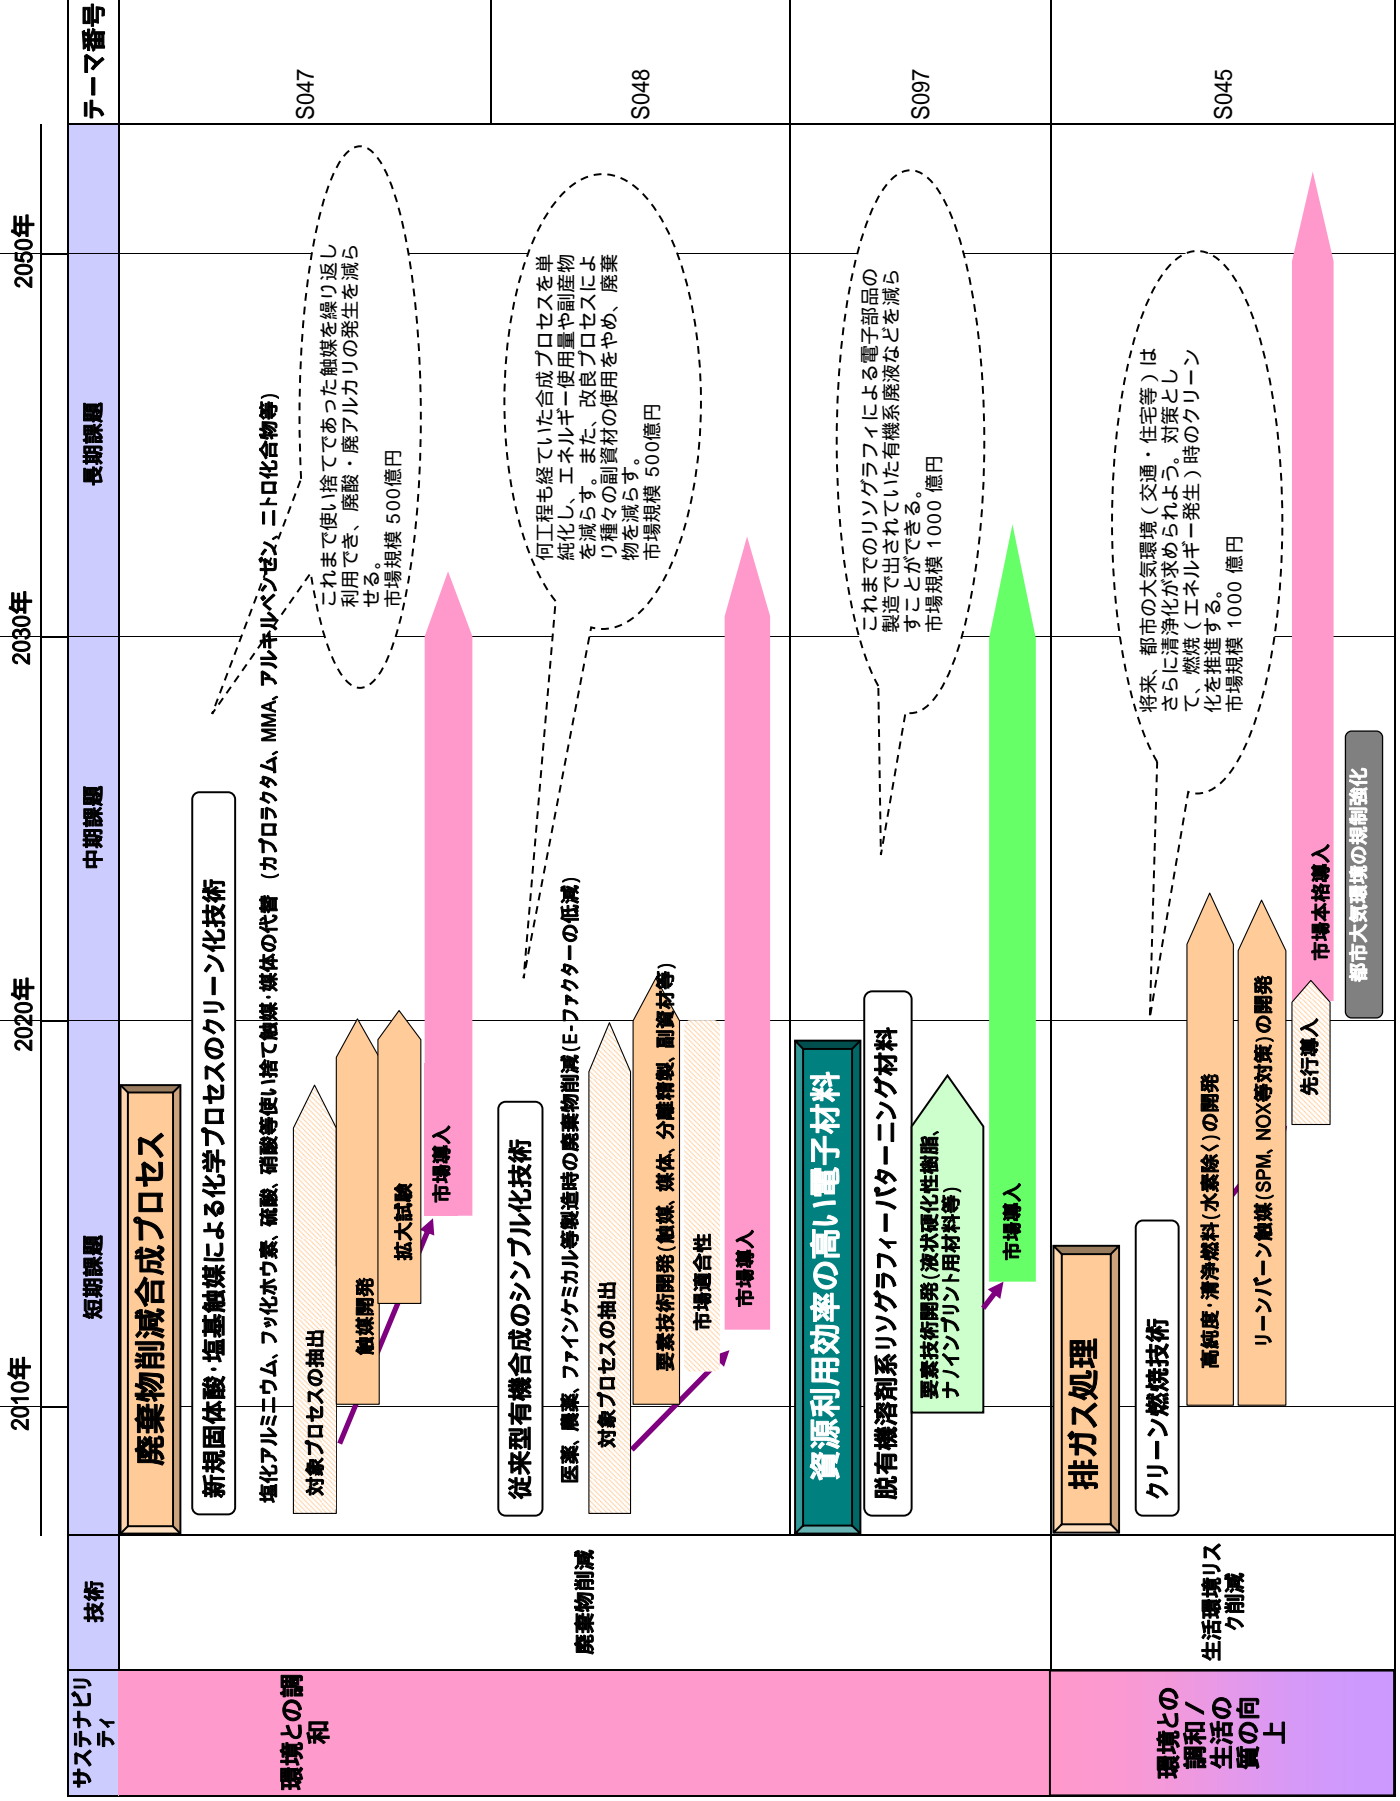 2010年
2020年
2030年
2050年
サステナビリ
ティ
技術
短期課題
中期課題
長期課題
テーマ番号
環境との調
和
廃棄物削減
廃棄物削減合成プロセス
新規固体酸・塩基触媒による化学プロセスのクリーン化技術
塩化アルミニウム、フッ化ホウ素、硫酸、硝酸等使い捨て触媒・媒体の代替 (カプロラクタム、MMA、アルキルベンゼン、ニトロ化合物等)
対象プロセスの抽出
触媒開発
拡大試験
市場導入
これまで使い捨てであった触媒を繰り返し
利用でき、廃酸・廃アルカリの発生を減ら
せる。
市場規模 500億円
S047
従来型有機合成のシンプル化技術
医薬、農薬、ファインケミカル等製造時の廃棄物削減(E-ファクターの低減)
対象プロセスの抽出
要素技術開発(触媒、媒体、分離精製、副資材等)
市場適合性
市場導入
何工程も経ていた合成プロセスを単
純化し、エネルギー使用量や副産物
を減らす。また、改良プロセスによ
り種々の副資材の使用をやめ、廃棄
物を減らす。
市場規模 500億円
S048
資源利用効率の高い電子材料
脱有機溶剤系リソグラフィーパターニング材料
要素技術開発(液状硬化性樹脂、
ナノインプリント用材料等)
市場導入
これまでのリソグラフィによる電子部品の
製造で出されていた有機系廃液などを減ら
すことができる。
市場規模 1000 億円
S097
環境との
調和/
生活の
質の向
上
生活環境リス
ク削減
排ガス処理
クリーン燃焼技術
高純度・清浄燃料(水素除く)の開発
リーンバーン触媒(SPM、NOX等対策)の開発
先行導入
市場本格導入
都市大気環境の規制強化
将来、都市の大気環境(交通・住宅等)は
さらに清浄化が求められよう。対策とし
て、燃焼(エネルギー発生)時のクリーン
化を推進する。
市場規模 1000 億円
S045